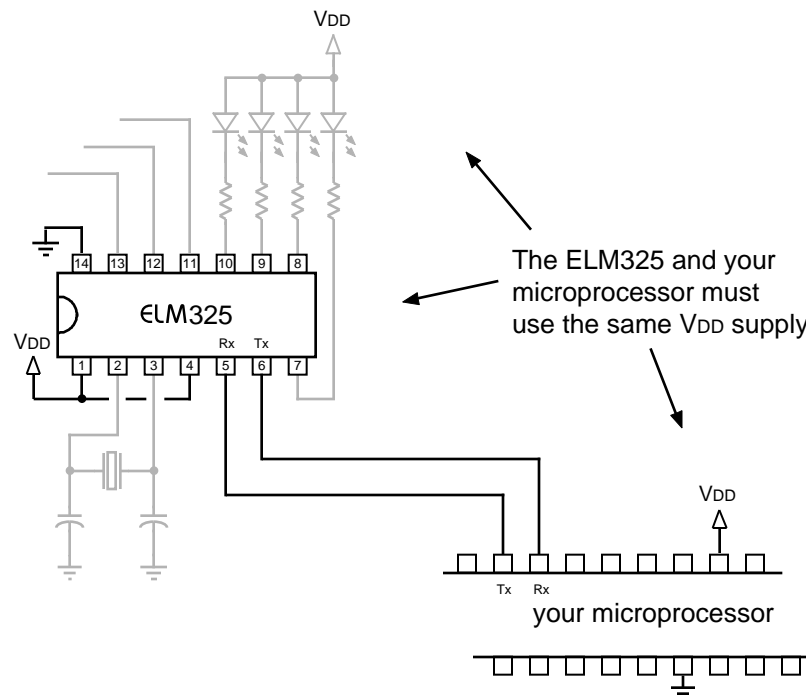 VDD
14 13 12 11 10 9 8
The ELM325 and your
microprocessor must
use the same VDD supply
ELM325
VDD
Rx Tx
1 2 3 4 5 6 7
VDD
Tx Rx
your microprocessor